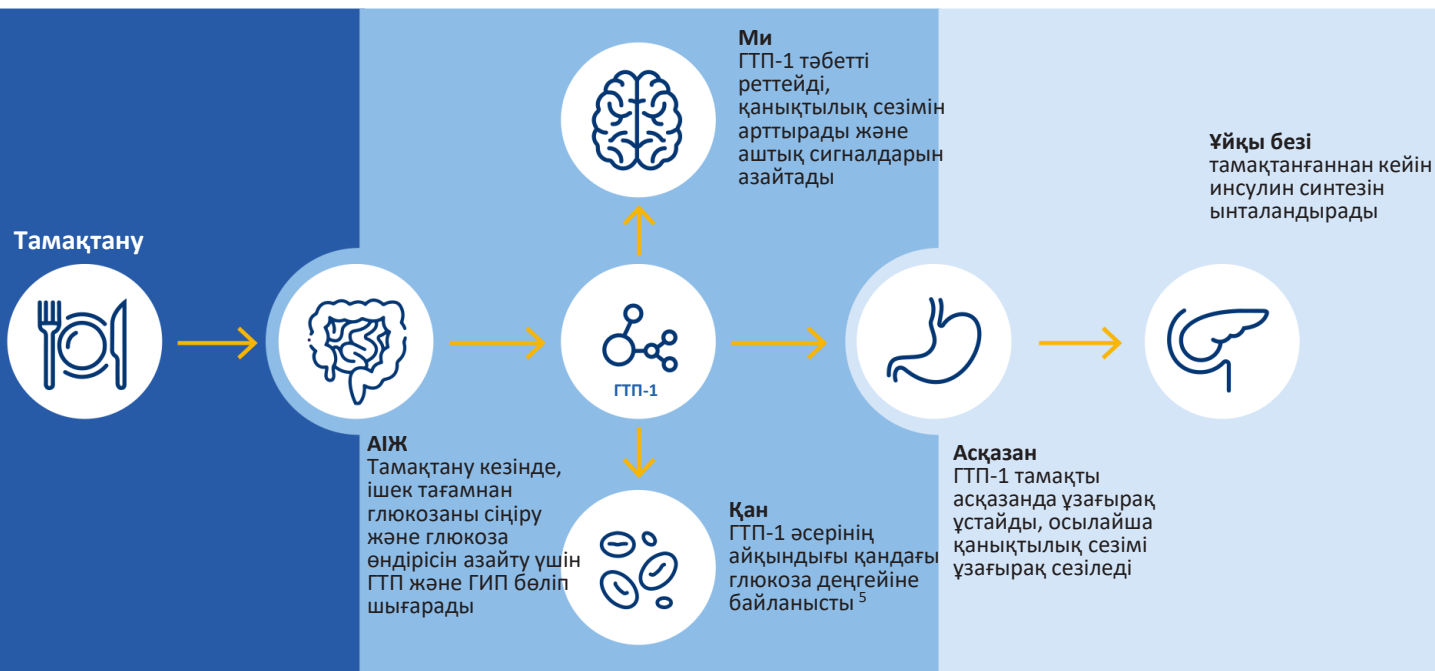 Тамақтану
АІЖ
Тамақтану кезінде,
ішек тағамнан
глюкозаны сіңіру
және глюкоза
өндірісін азайту үшін
ГТП және ГИП бөліп
шығарады
Ми
ГТП-1 тәбетті
реттейді,
қанықтылық сезімін
арттырады және
аштық сигналдарын
азайтады
ГТП-1
Қан
ГТП-1 әсерінің
айқындығы қандағы
глюкоза деңгейіне
байланысты 5
Асқазан
ГТП-1 тамақты
асқазанда ұзағырақ
ұстайды, осылайша
қанықтылық сезімі
ұзағырақ сезіледі
Ұйқы безі
тамақтанғаннан кейін
инсулин синтезін
ынталандырады